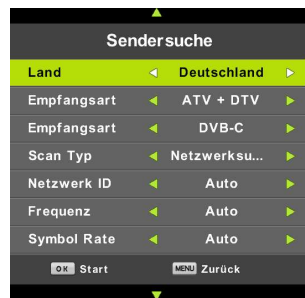 Sendersuche
Land Deutschland
Empfangsart ATV + DTV
Empfangsart DVB-C
Scan Typ Netzwerksu...
Netzwerk ID Auto
Frequenz Auto
Symbol Rate Auto
OK Start MENU Zurück